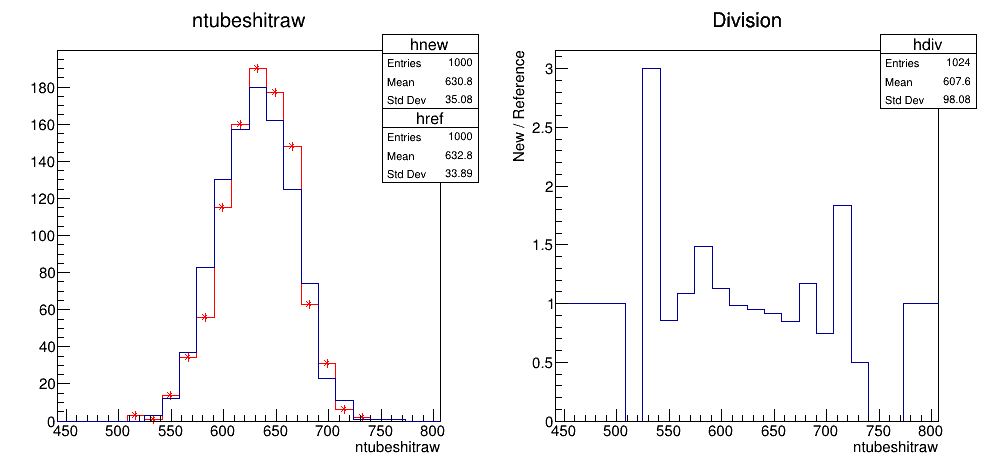 ntubeshitraw
hnew
Entries 1000
Mean 630.8
Std Dev 35.08
href
Entries 1000
Mean 632.8
Std Dev 33.89
180
160
140
120
100
80
60
40
20
0
450 500 550 600 650 700 750 800
ntubeshitraw
Division
hdiv
Entries 1024
Mean 607.6
Std Dev 98.08
New / Reference
3
2.5
2
1.5
1
0.5
0
450 500 550 600 650 700 750 800
ntubeshitraw